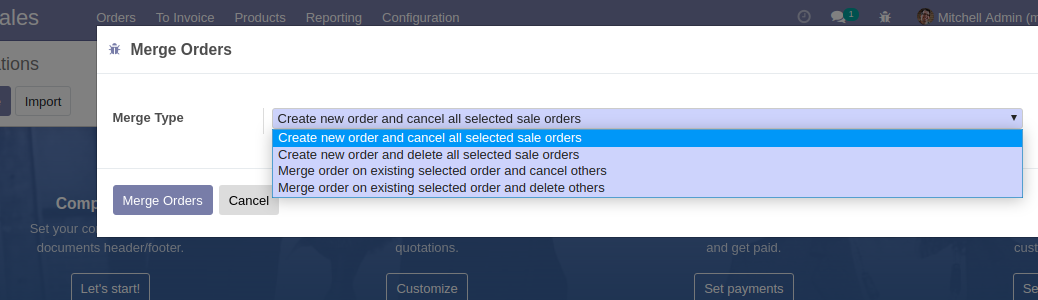 ales Orders To Invoice Products Reporting Configuration 1 Mitchell Admin (m
ations
Import
Merge Orders
Merge Type
Create new order and cancel all selected sale orders
Create new order and cancel all selected sale orders
Create new order and delete all selected sale orders
Merge order on existing selected order and cancel others
Merge order on existing selected order and delete others
Merge Orders Cancel
Comp
Set your co
documents header/footer. quotations. and get paid. cust
Let's start! Customize Set payments Se